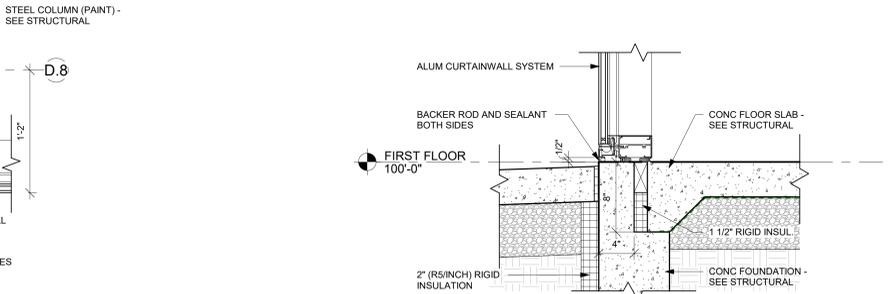 STEEL COLUMN (PAINT) -
SEE STRUCTURAL
D.8
1'-2"
ES
ALUM CURTAINWALL SYSTEM
BACKER ROD AND SEALANT
BOTH SIDES
CONC FLOOR SLAB -
SEE STRUCTURAL
1/2"
FIRST FLOOR
100'-0"
8"
4"
1 1/2" RIGID INSUL.
2" (R5/INCH) RIGID
INSULATION
CONC FOUNDATION -
SEE STRUCTURAL